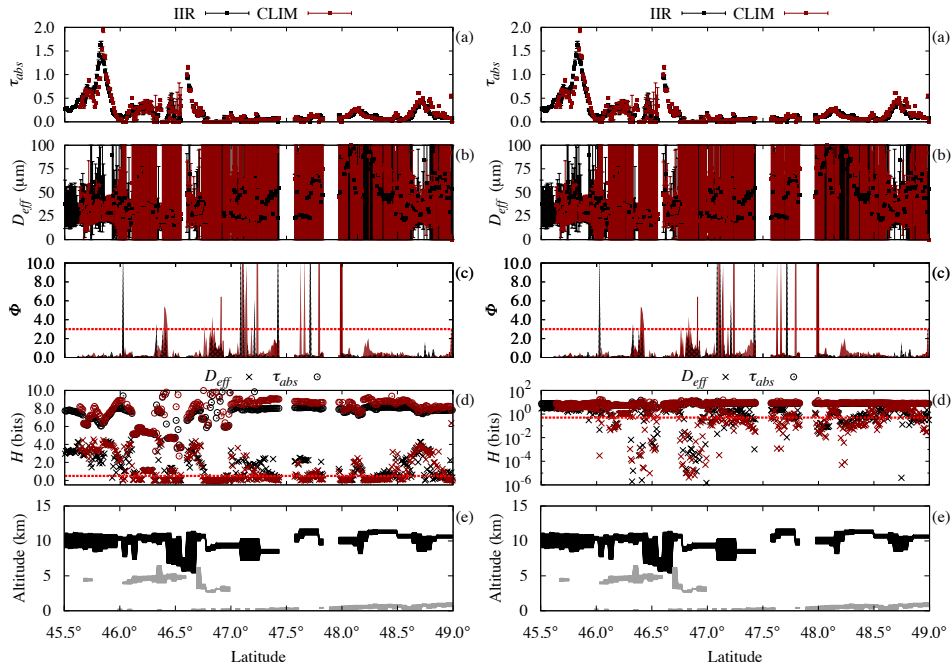 IIR CLIM
(a)
τabs
2.0
1.5
1.0
0.5
0.0
(b)
Deff (µm)
100
75
50
25
0
(c)
Φ
10.0
8.0
6.0
4.0
2.0
0.0
Deff τabs
(d)
H (bits)
10.0
8.0
6.0
4.0
2.0
0.0
(e)
Altitude (km)
15
10
5
0
45.5° 46.0° 46.5° 47.0° 47.5° 48.0° 48.5° 49.0°
Latitude
IIR CLIM
(a)
τabs
2.0
1.5
1.0
0.5
0.0
(b)
Deff (µm)
100
75
50
25
0
(c)
Φ
10.0
8.0
6.0
4.0
2.0
0.0
Deff τabs
(d)
H (bits)
10²
10⁰
10⁻²
10⁻⁴
10⁻⁶
(e)
Altitude (km)
15
10
5
0
45.5° 46.0° 46.5° 47.0° 47.5° 48.0° 48.5° 49.0°
Latitude